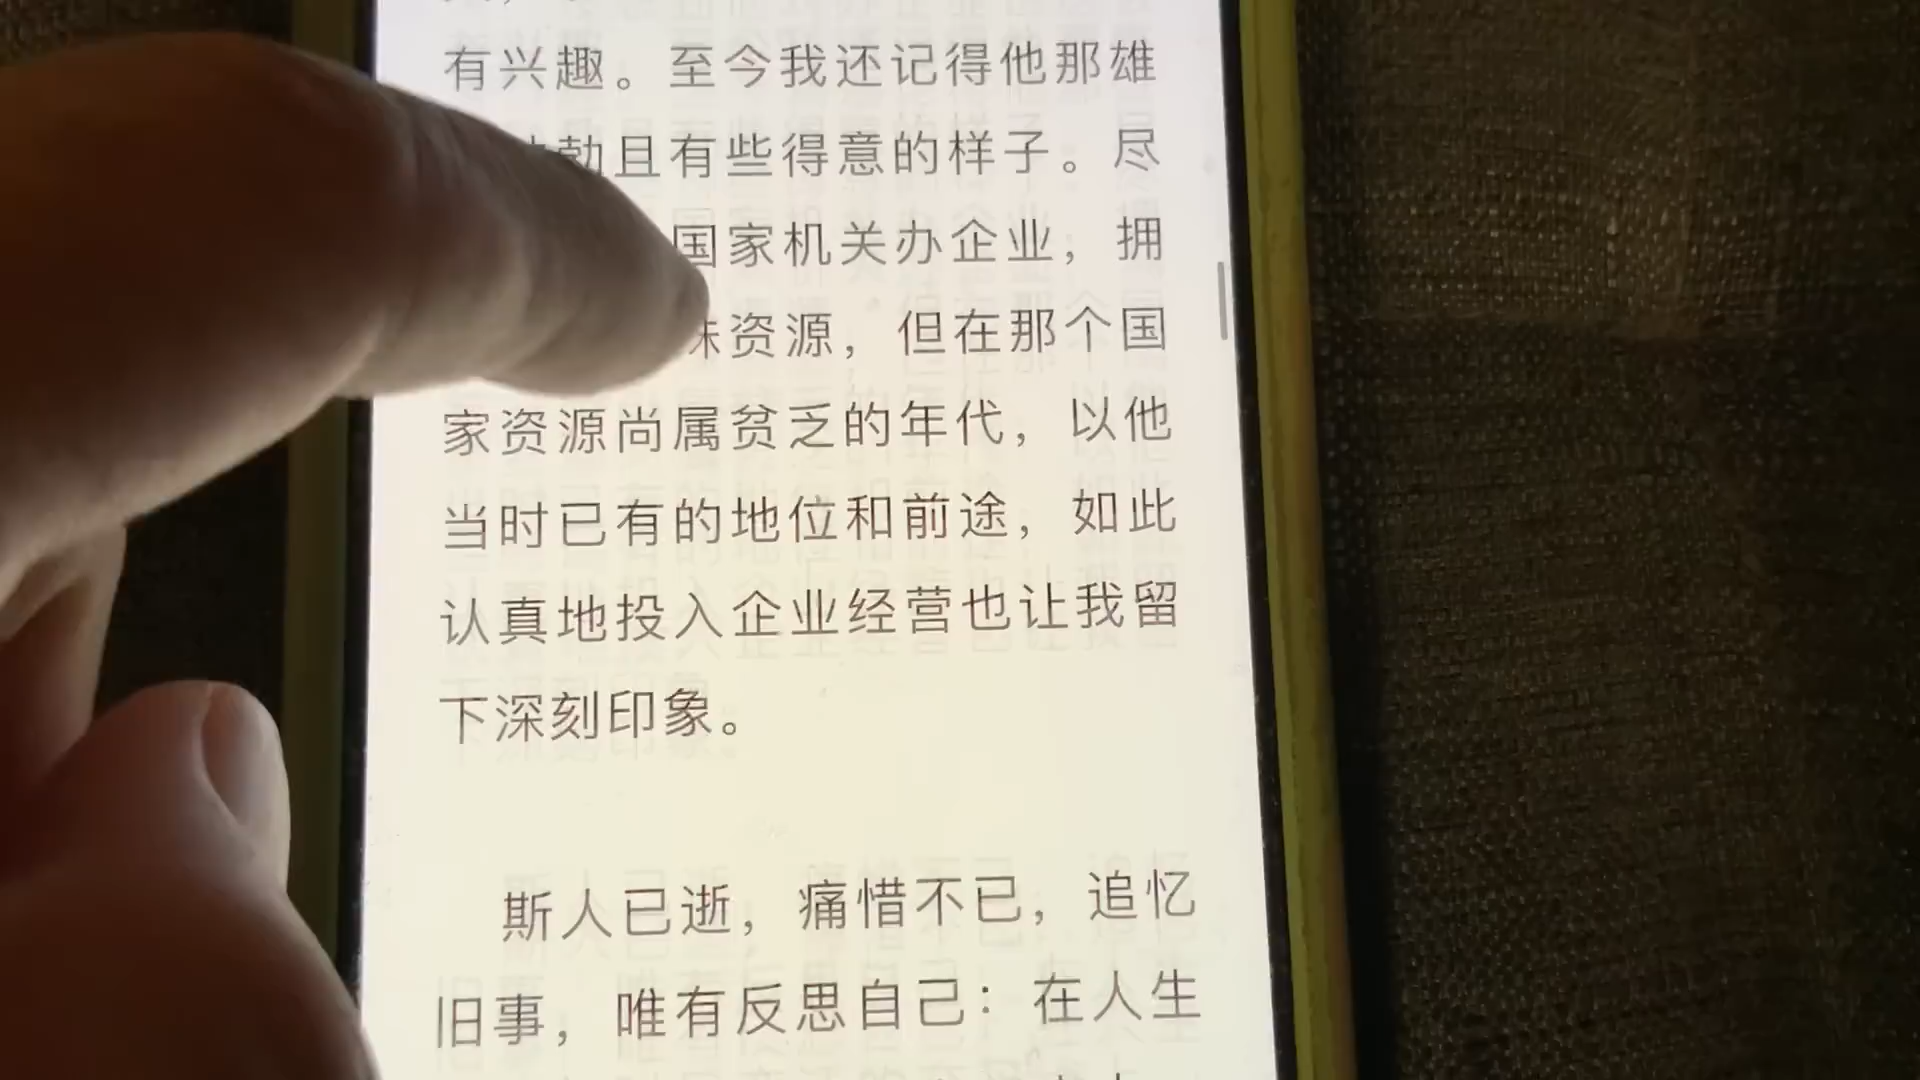 有兴趣。至今我还记得他那雄
勃且有些得意的样子。尽
国家机关办企业，拥
殊资源，但在那个国
家资源尚属贫乏的年代，以他
当时已有的地位和前途，如此
认真地投入企业经营也让我留
下深刻印象。
斯人已逝，痛惜不已，追忆
旧事，唯有反思自己：在人生